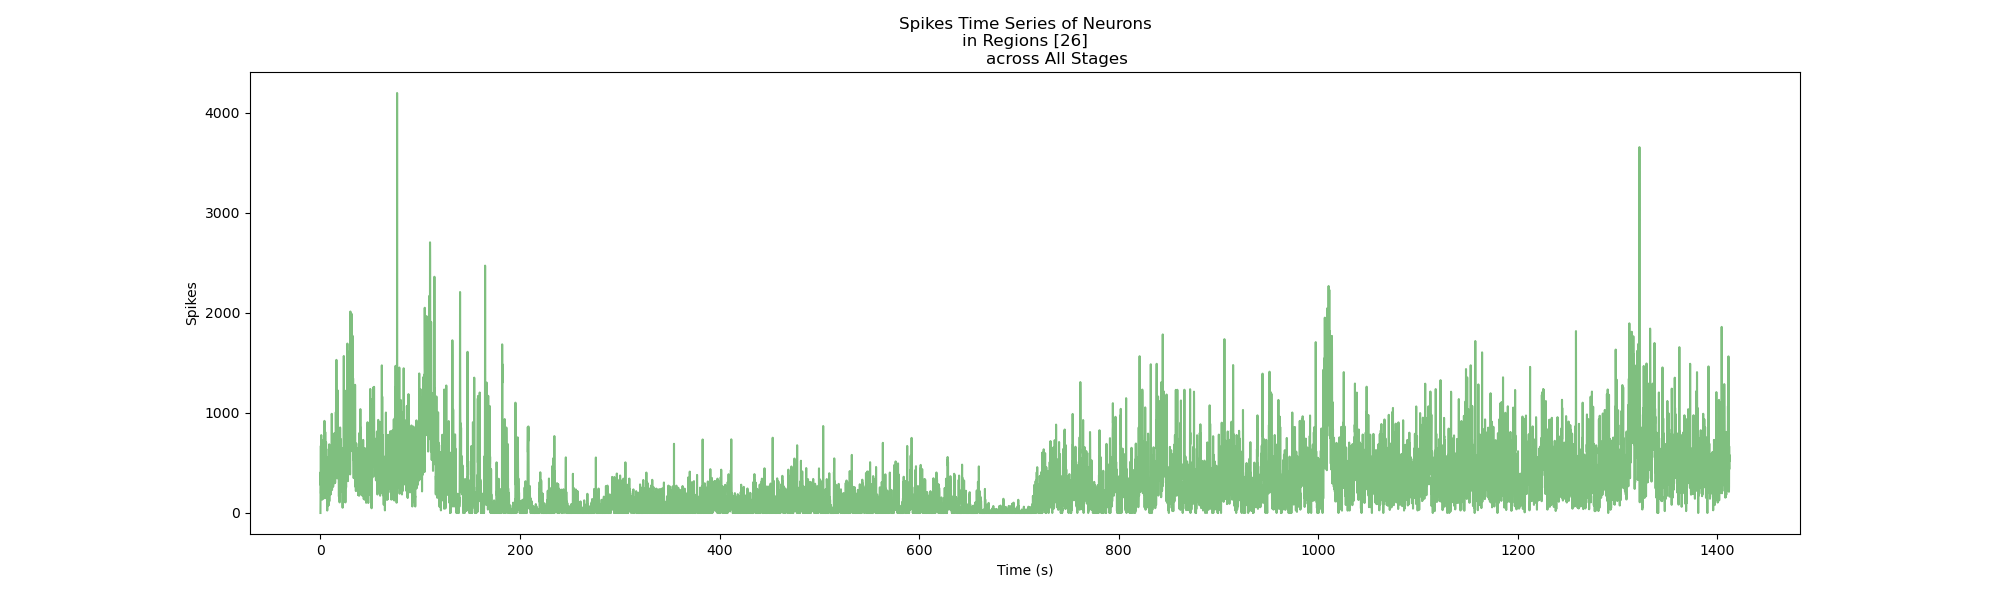 Spikes Time Series of Neurons
in Regions [26]
across All Stages
4000
3000
2000
1000
0
Spikes
0 200 400 600 800 1000 1200 1400
Time (s)